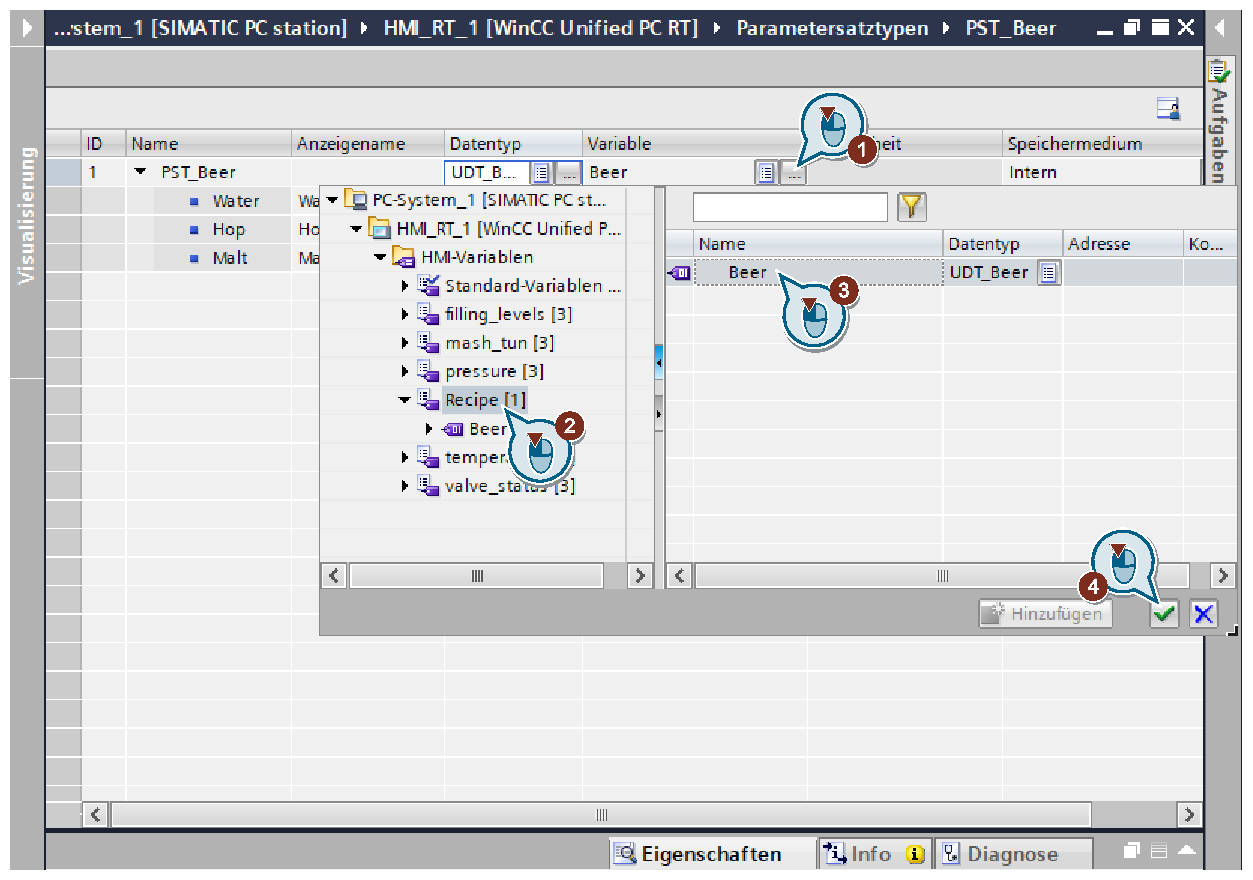 ...stem_1 [SIMATIC PC station] HMI_RT_1 [WinCC Unified PC RT] Parametersatztypen PST_Beer
Aufgaben
Visualisierung
ID Name Anzeigename Datentyp Variable eit Speichermedium
1 PST_Beer UDT_B... ... Beer ... Intern
Water Wa
Hop Ho
Malt Ma
PC-System_1 [SIMATIC PC st...
HMI_RT_1 [WinCC Unified P...
HMI-Variablen
Standard-Variablen ...
filling_levels [3]
mash_tun [3]
pressure [3]
Recipe [1]
Beer
temper
valve_status [3]
Name Datentyp Adresse Ko...
Beer UDT_Beer
1
2
3
4
Hinzufügen
Eigenschaften Info Diagnose